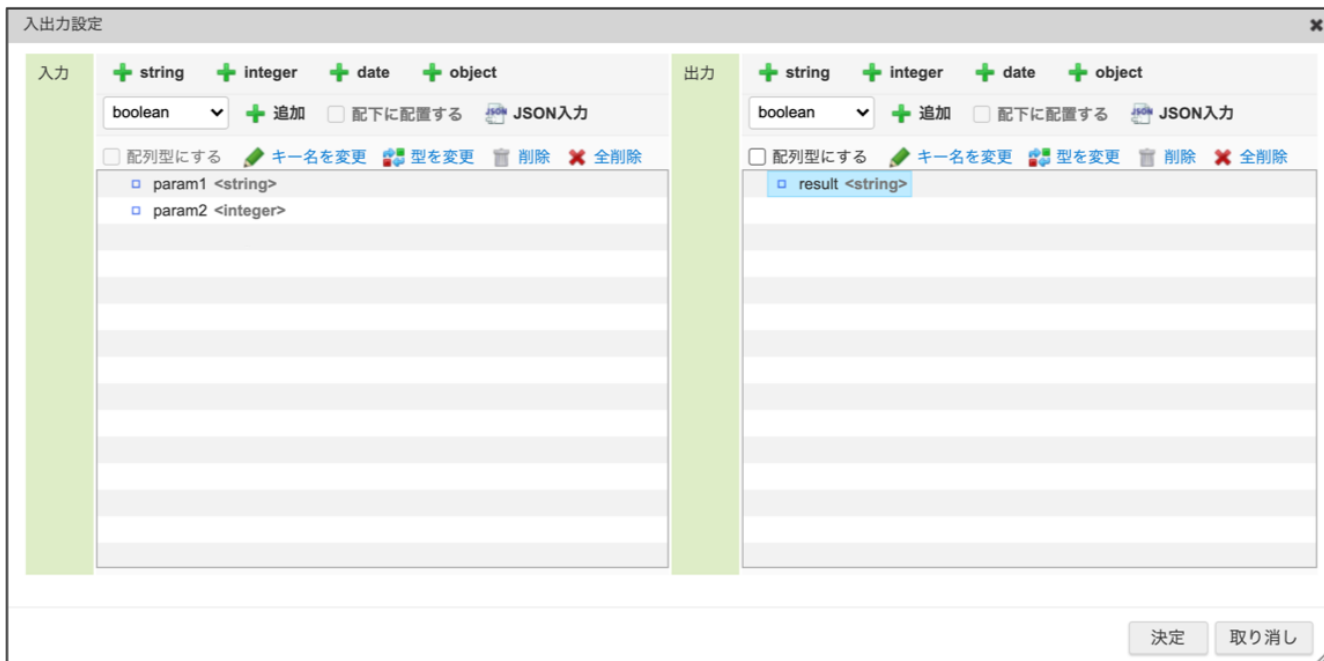 入出力設定
入力
string integer date object
boolean 追加 配下に配置する JSON JSON入力
配列型にする キー名を変更 型を変更 削除 全削除
param1 <string>
param2 <integer>
出力
string integer date object
boolean 追加 配下に配置する JSON JSON入力
配列型にする キー名を変更 型を変更 削除 全削除
result <string>
決定 取り消し